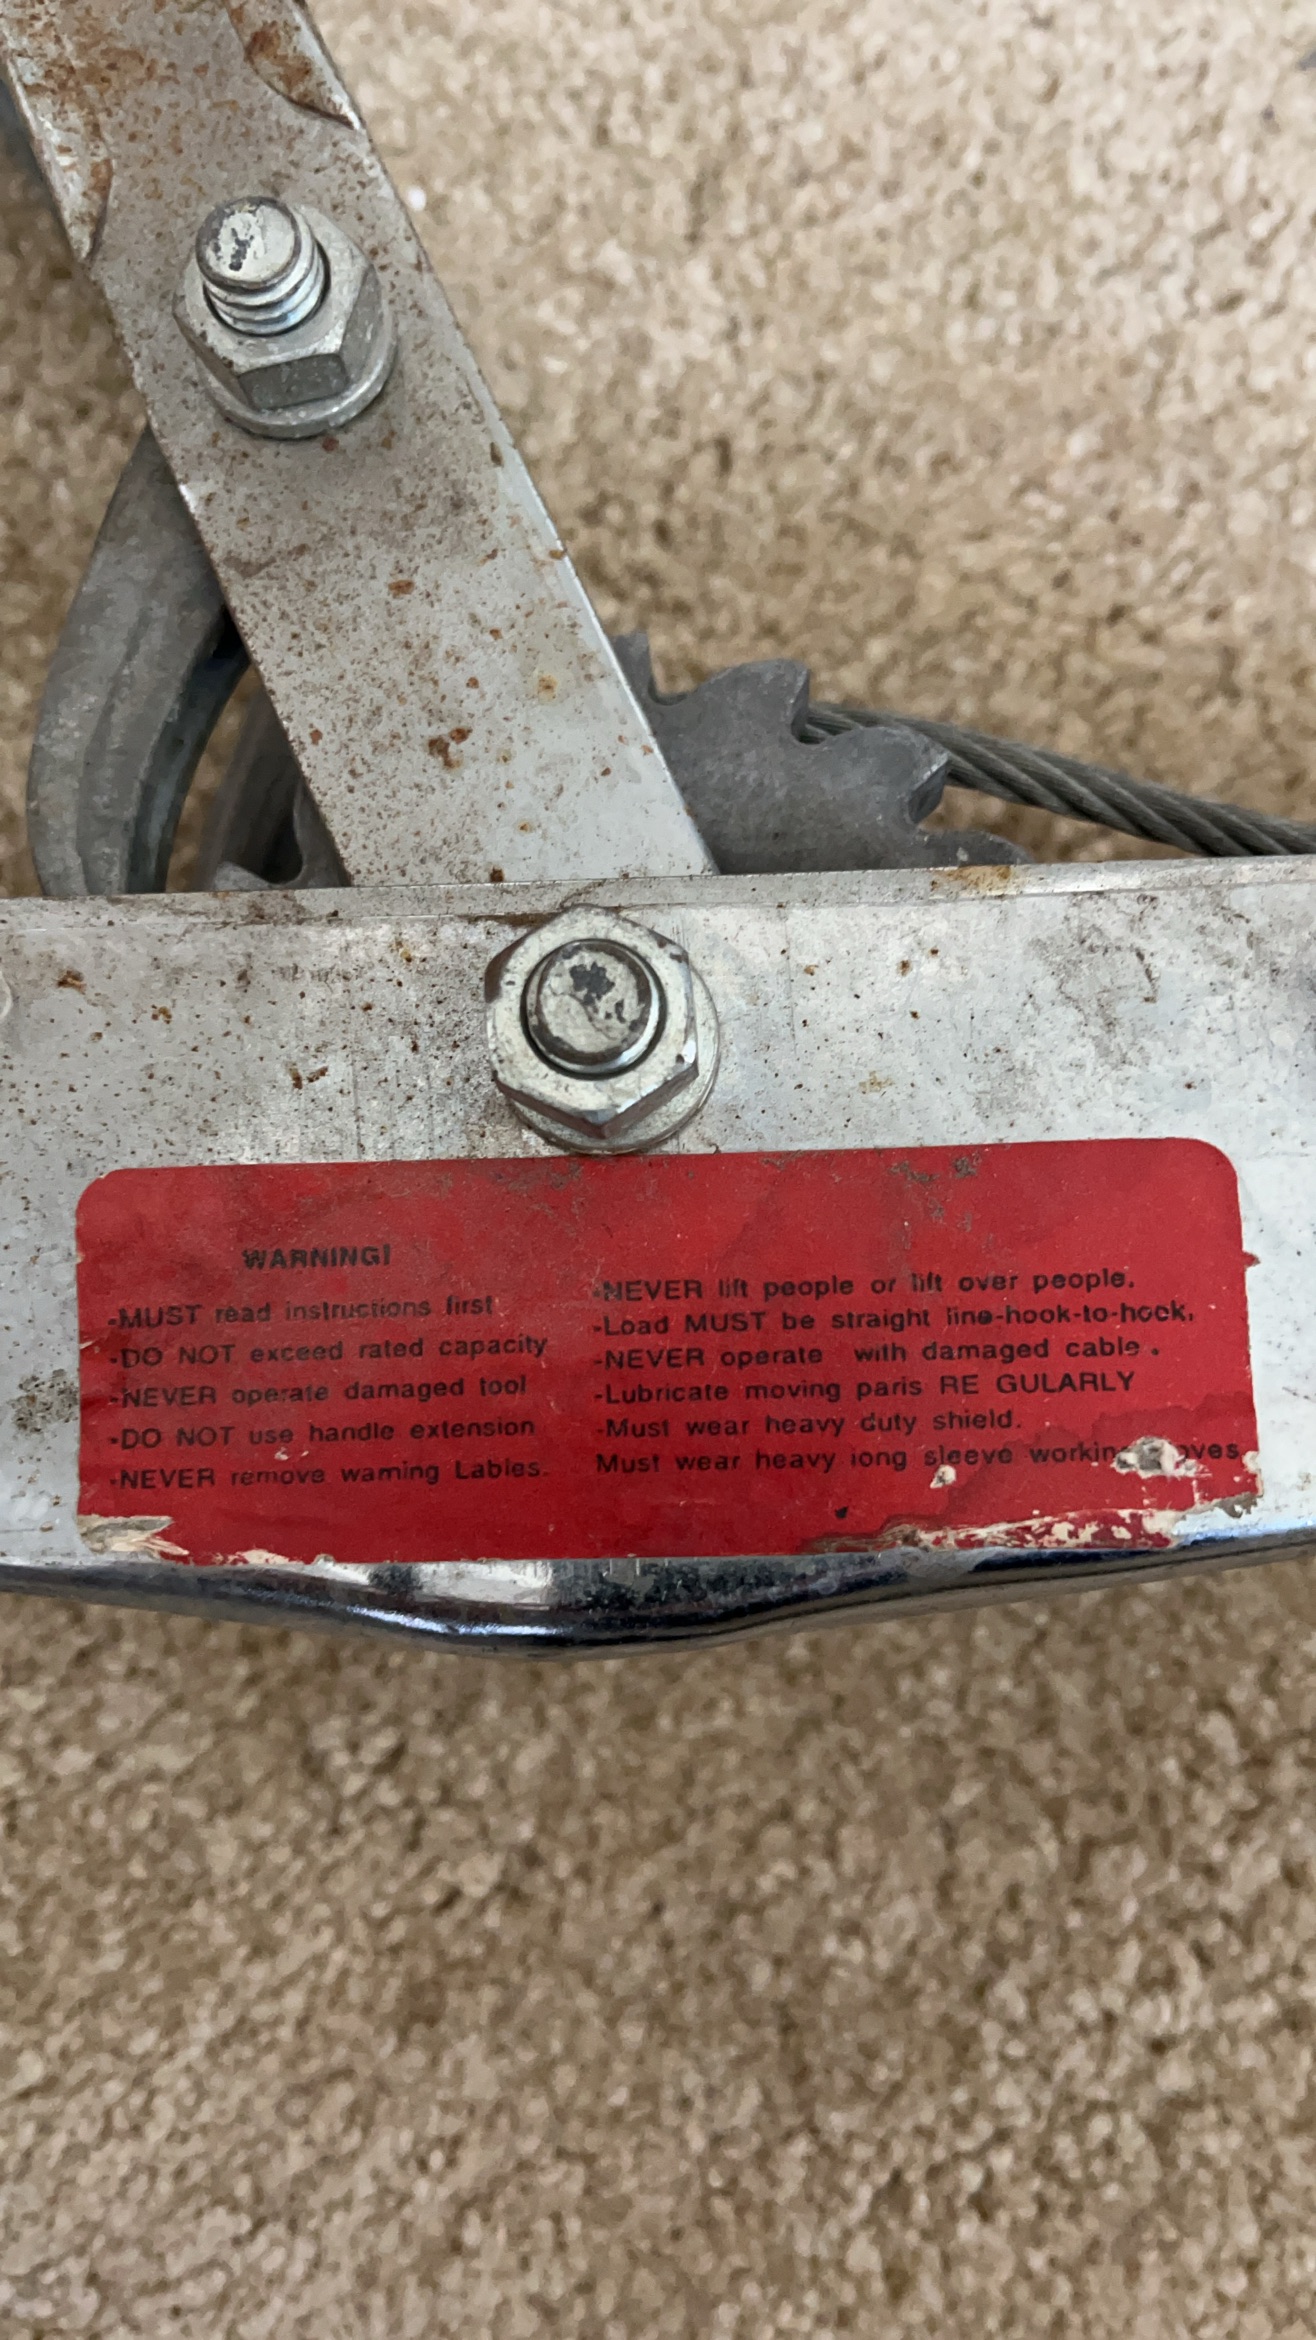 WARNING!
-MUST read instructions first
-DO NOT exceed rated capacity
-NEVER operate damaged tool
-DO NOT use handle extension
-NEVER remove waming Lables.
-NEVER lift people or lift over people.
-Load MUST be straight line-hook-to-hock.
-NEVER operate with damaged cable .
-Lubricate moving paris RE GULARLY
-Must wear heavy duty shield.
Must wear heavy long sleeve working